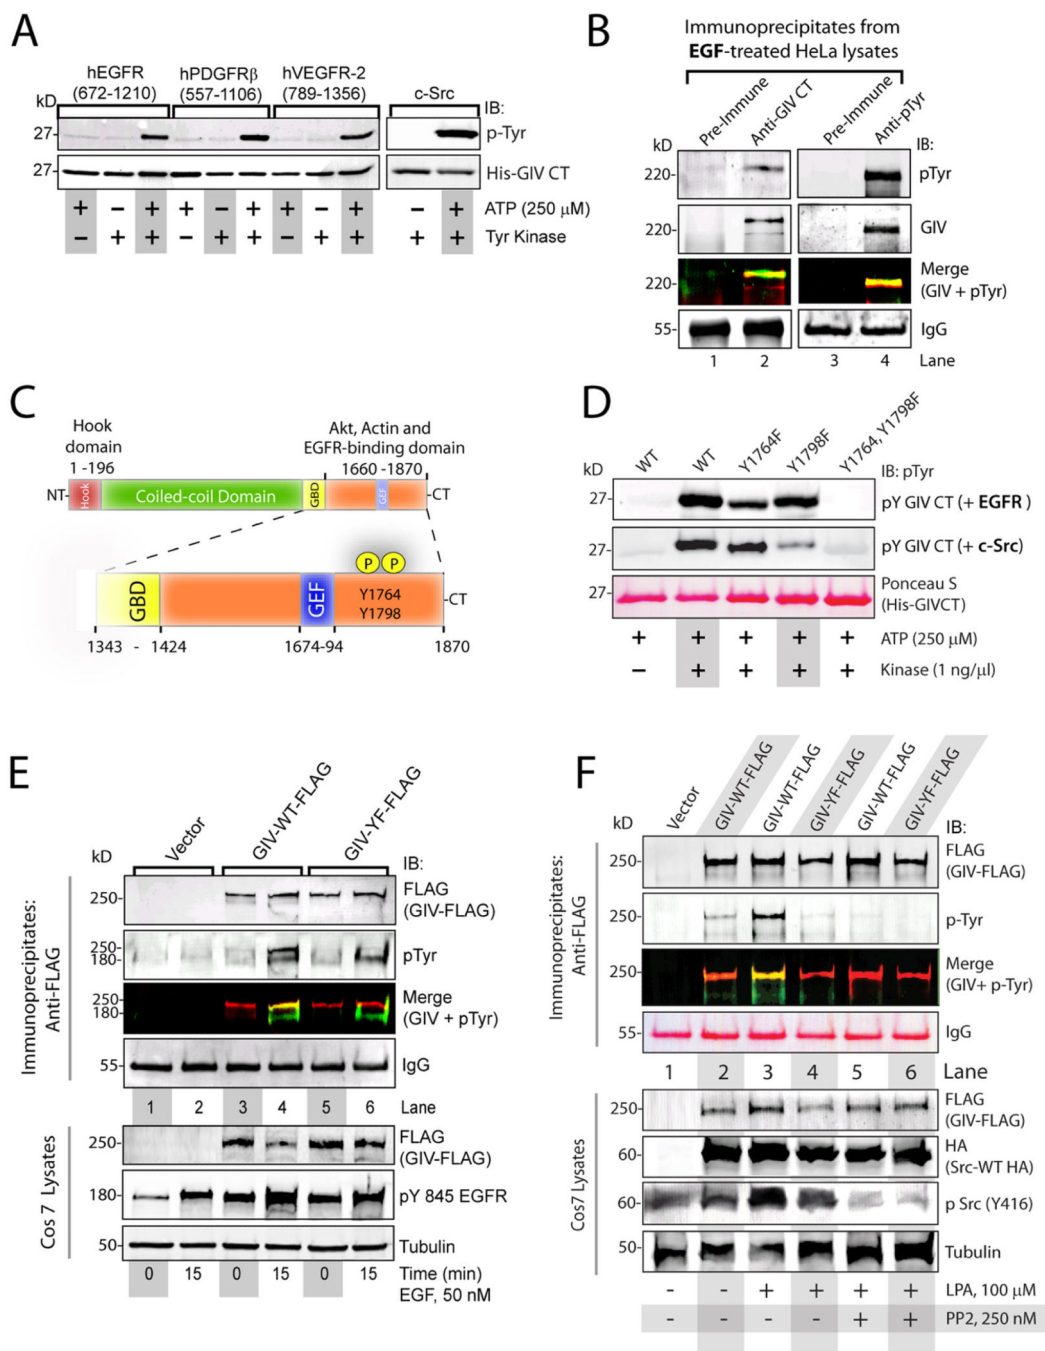 A
hEGFR
(672-1210)
hPDGFRβ
(557-1106)
hVEGFR-2
(789-1356)
c-Src
kD
IB:
27-
p-Tyr
27-
His-GIV CT
+ - + + - + + - + - +
ATP (250 μM)
- + + - + + - + + + +
Tyr Kinase
B
Immunoprecipitates from
EGF-treated HeLa lysates
Pre-Immune
Anti-GIV CT
Pre-Immune
Anti-pTyr
kD
IB:
220-
pTyr
220-
GIV
220-
Merge
(GIV + pTyr)
55-
IgG
1 2 3 4 Lane
C
Hook
domain
1 -196
Akt, Actin and
EGFR-binding domain
1660 -1870
NT-
Hook
Coiled-coil Domain
GBD
GEF
-CT
P P
GBD
GEF
Y1764
Y1798
-CT
1343 - 1424
1674-94
1870
D
WT
WT
Y1764F
Y1798F
Y1764, Y1798F
kD
IB: pTyr
27-
pY GIV CT (+ EGFR )
27-
pY GIV CT (+ c-Src)
27-
Ponceau S
(His-GIVCT)
+ + + + +
ATP (250 μM)
- + + + +
Kinase (1 ng/μl)
E
Vector
GIV-WT-FLAG
GIV-YF-FLAG
kD
IB:
Immunoprecipitates:
Anti-FLAG
250-
FLAG
(GIV-FLAG)
250-
180-
pTyr
250-
180-
Merge
(GIV + pTyr)
55-
IgG
1 2 3 4 5 6 Lane
Cos 7 Lysates
250-
FLAG
(GIV-FLAG)
180-
pY 845 EGFR
50-
Tubulin
0 15 0 15 0 15 Time (min)
EGF, 50 nM
F
Vector
GIV-WT-FLAG
GIV-WT-FLAG
GIV-YF-FLAG
GIV-WT-FLAG
GIV-YF-FLAG
kD
IB:
Immunoprecipitates:
Anti-FLAG
250-
FLAG
(GIV-FLAG)
250-
p-Tyr
250-
Merge
(GIV+ p-Tyr)
55-
IgG
1 2 3 4 5 6 Lane
Cos7 Lysates
250-
FLAG
(GIV-FLAG)
60-
HA
(Src-WT HA)
60-
p Src (Y416)
50-
Tubulin
- - + + + + LPA, 100 μM
- - - - + + PP2, 250 nM